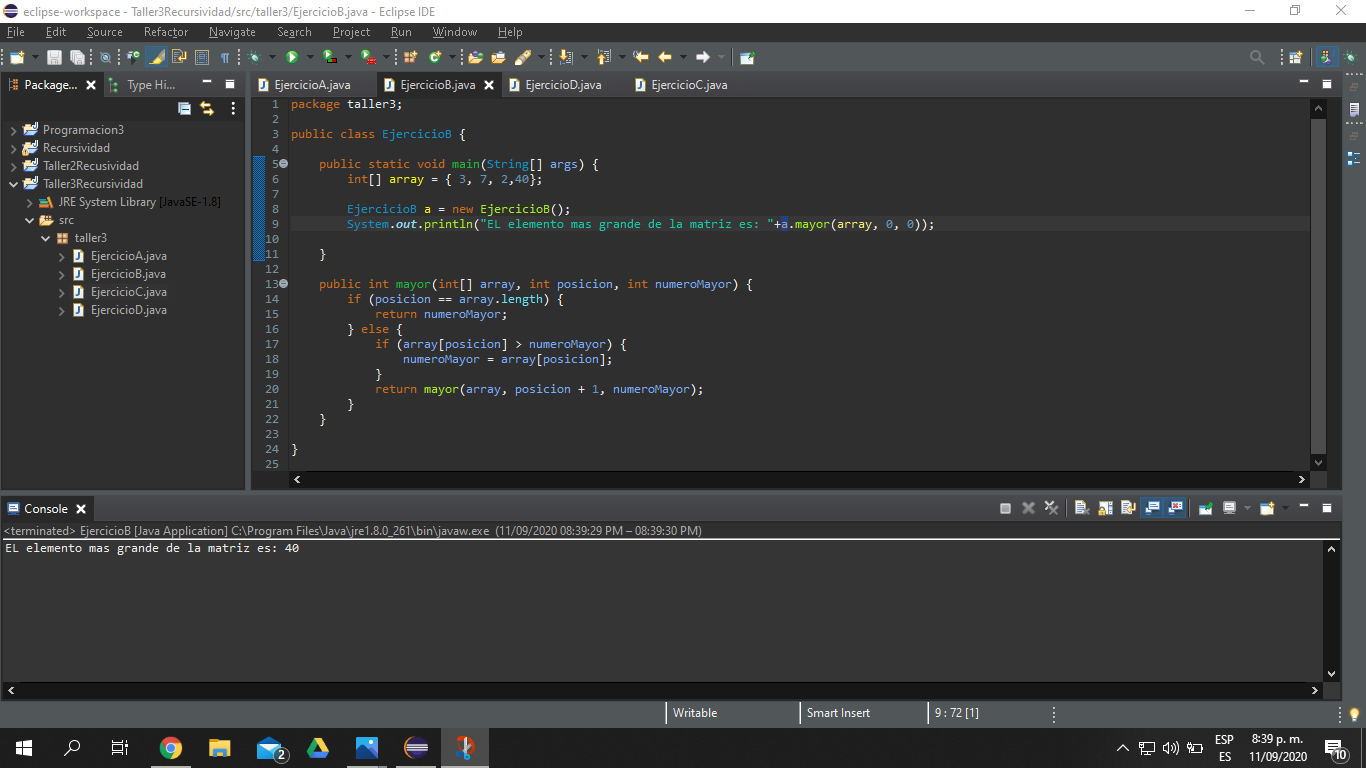 eclipse-workspace - Taller3Recursividad/src/taller3/EjercicioB.java - Eclipse IDE
File Edit Source Refactor Navigate Search Project Run Window Help
Package... Type Hi...
Programacion3
Recursividad
Taller2Recusividad
Taller3Recursividad
JRE System Library [JavaSE-1.8]
src
taller3
EjercicioA.java
EjercicioB.java
EjercicioC.java
EjercicioD.java
EjercicioA.java EjercicioB.java EjercicioD.java EjercicioC.java
1 package taller3;
2
3 public class EjercicioB {
4
5 public static void main(String[] args) {
6 int[] array = { 3, 7, 2,40};
7
8 EjercicioB a = new EjercicioB();
9 System.out.println("EL elemento mas grande de la matriz es: "+a.mayor(array, 0, 0));
10
11 }
12
13 public int mayor(int[] array, int posicion, int numeroMayor) {
14 if (posicion == array.length) {
15 return numeroMayor;
16 } else {
17 if (array[posicion] > numeroMayor) {
18 numeroMayor = array[posicion];
19 }
20 return mayor(array, posicion + 1, numeroMayor);
21 }
22 }
23
24 }
25
Console
<terminated> EjercicioB [Java Application] C:\Program Files\Java\jre1.8.0_261\bin\javaw.exe (11/09/2020 08:39:29 PM – 08:39:30 PM)
EL elemento mas grande de la matriz es: 40
Writable Smart Insert 9 : 72 [1]
2
ESP
ES
8:39 p. m.
11/09/2020
10